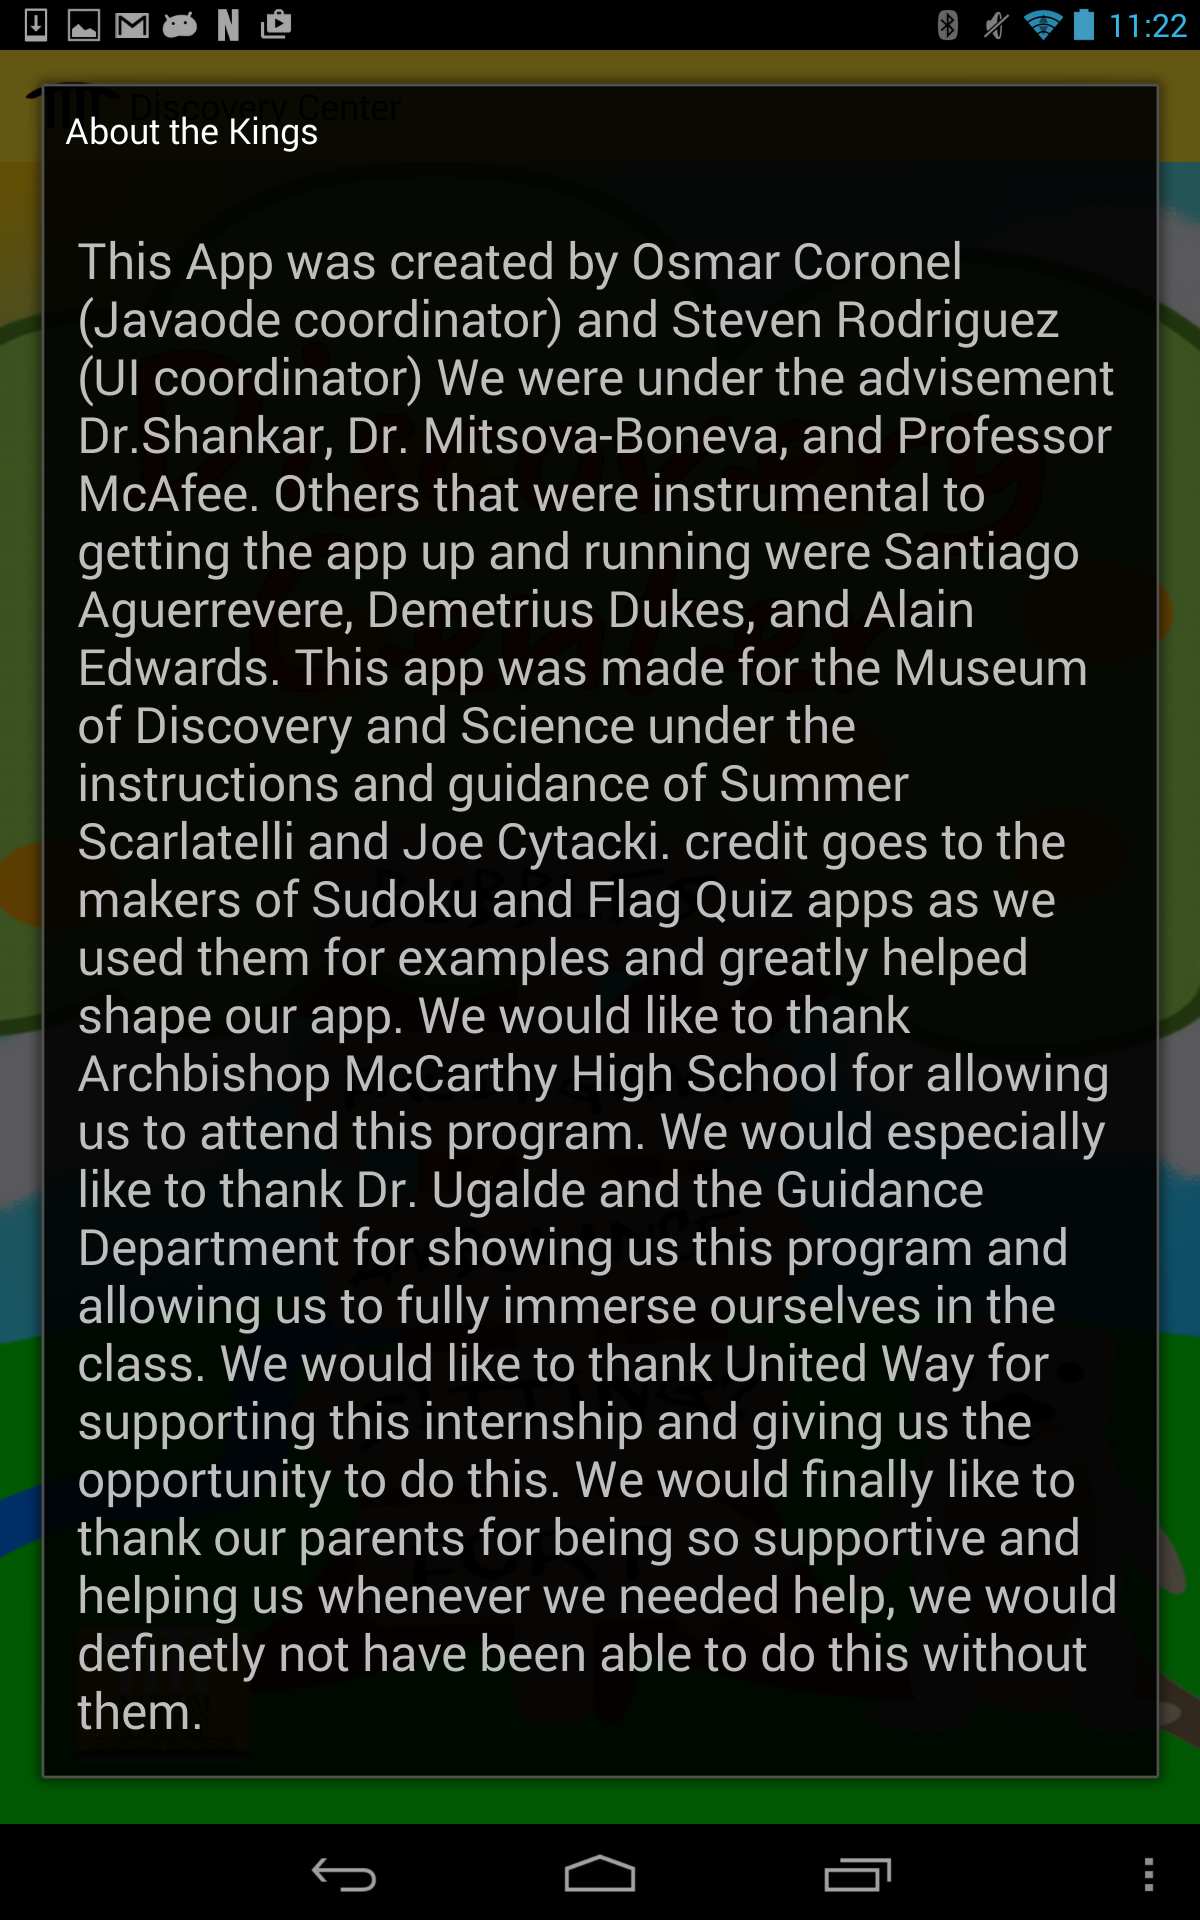 11:22
Discovery Center
About the Kings
This App was created by Osmar Coronel
(Javaode coordinator) and Steven Rodriguez
(UI coordinator) We were under the advisement
Dr.Shankar, Dr. Mitsova-Boneva, and Professor
McAfee. Others that were instrumental to
getting the app up and running were Santiago
Aguerrevere, Demetrius Dukes, and Alain
Edwards. This app was made for the Museum
of Discovery and Science under the
instructions and guidance of Summer
Scarlatelli and Joe Cytacki. credit goes to the
makers of Sudoku and Flag Quiz apps as we
used them for examples and greatly helped
shape our app. We would like to thank
Archbishop McCarthy High School for allowing
us to attend this program. We would especially
like to thank Dr. Ugalde and the Guidance
Department for showing us this program and
allowing us to fully immerse ourselves in the
class. We would like to thank United Way for
supporting this internship and giving us the
opportunity to do this. We would finally like to
thank our parents for being so supportive and
helping us whenever we needed help, we would
definetly not have been able to do this without
them.